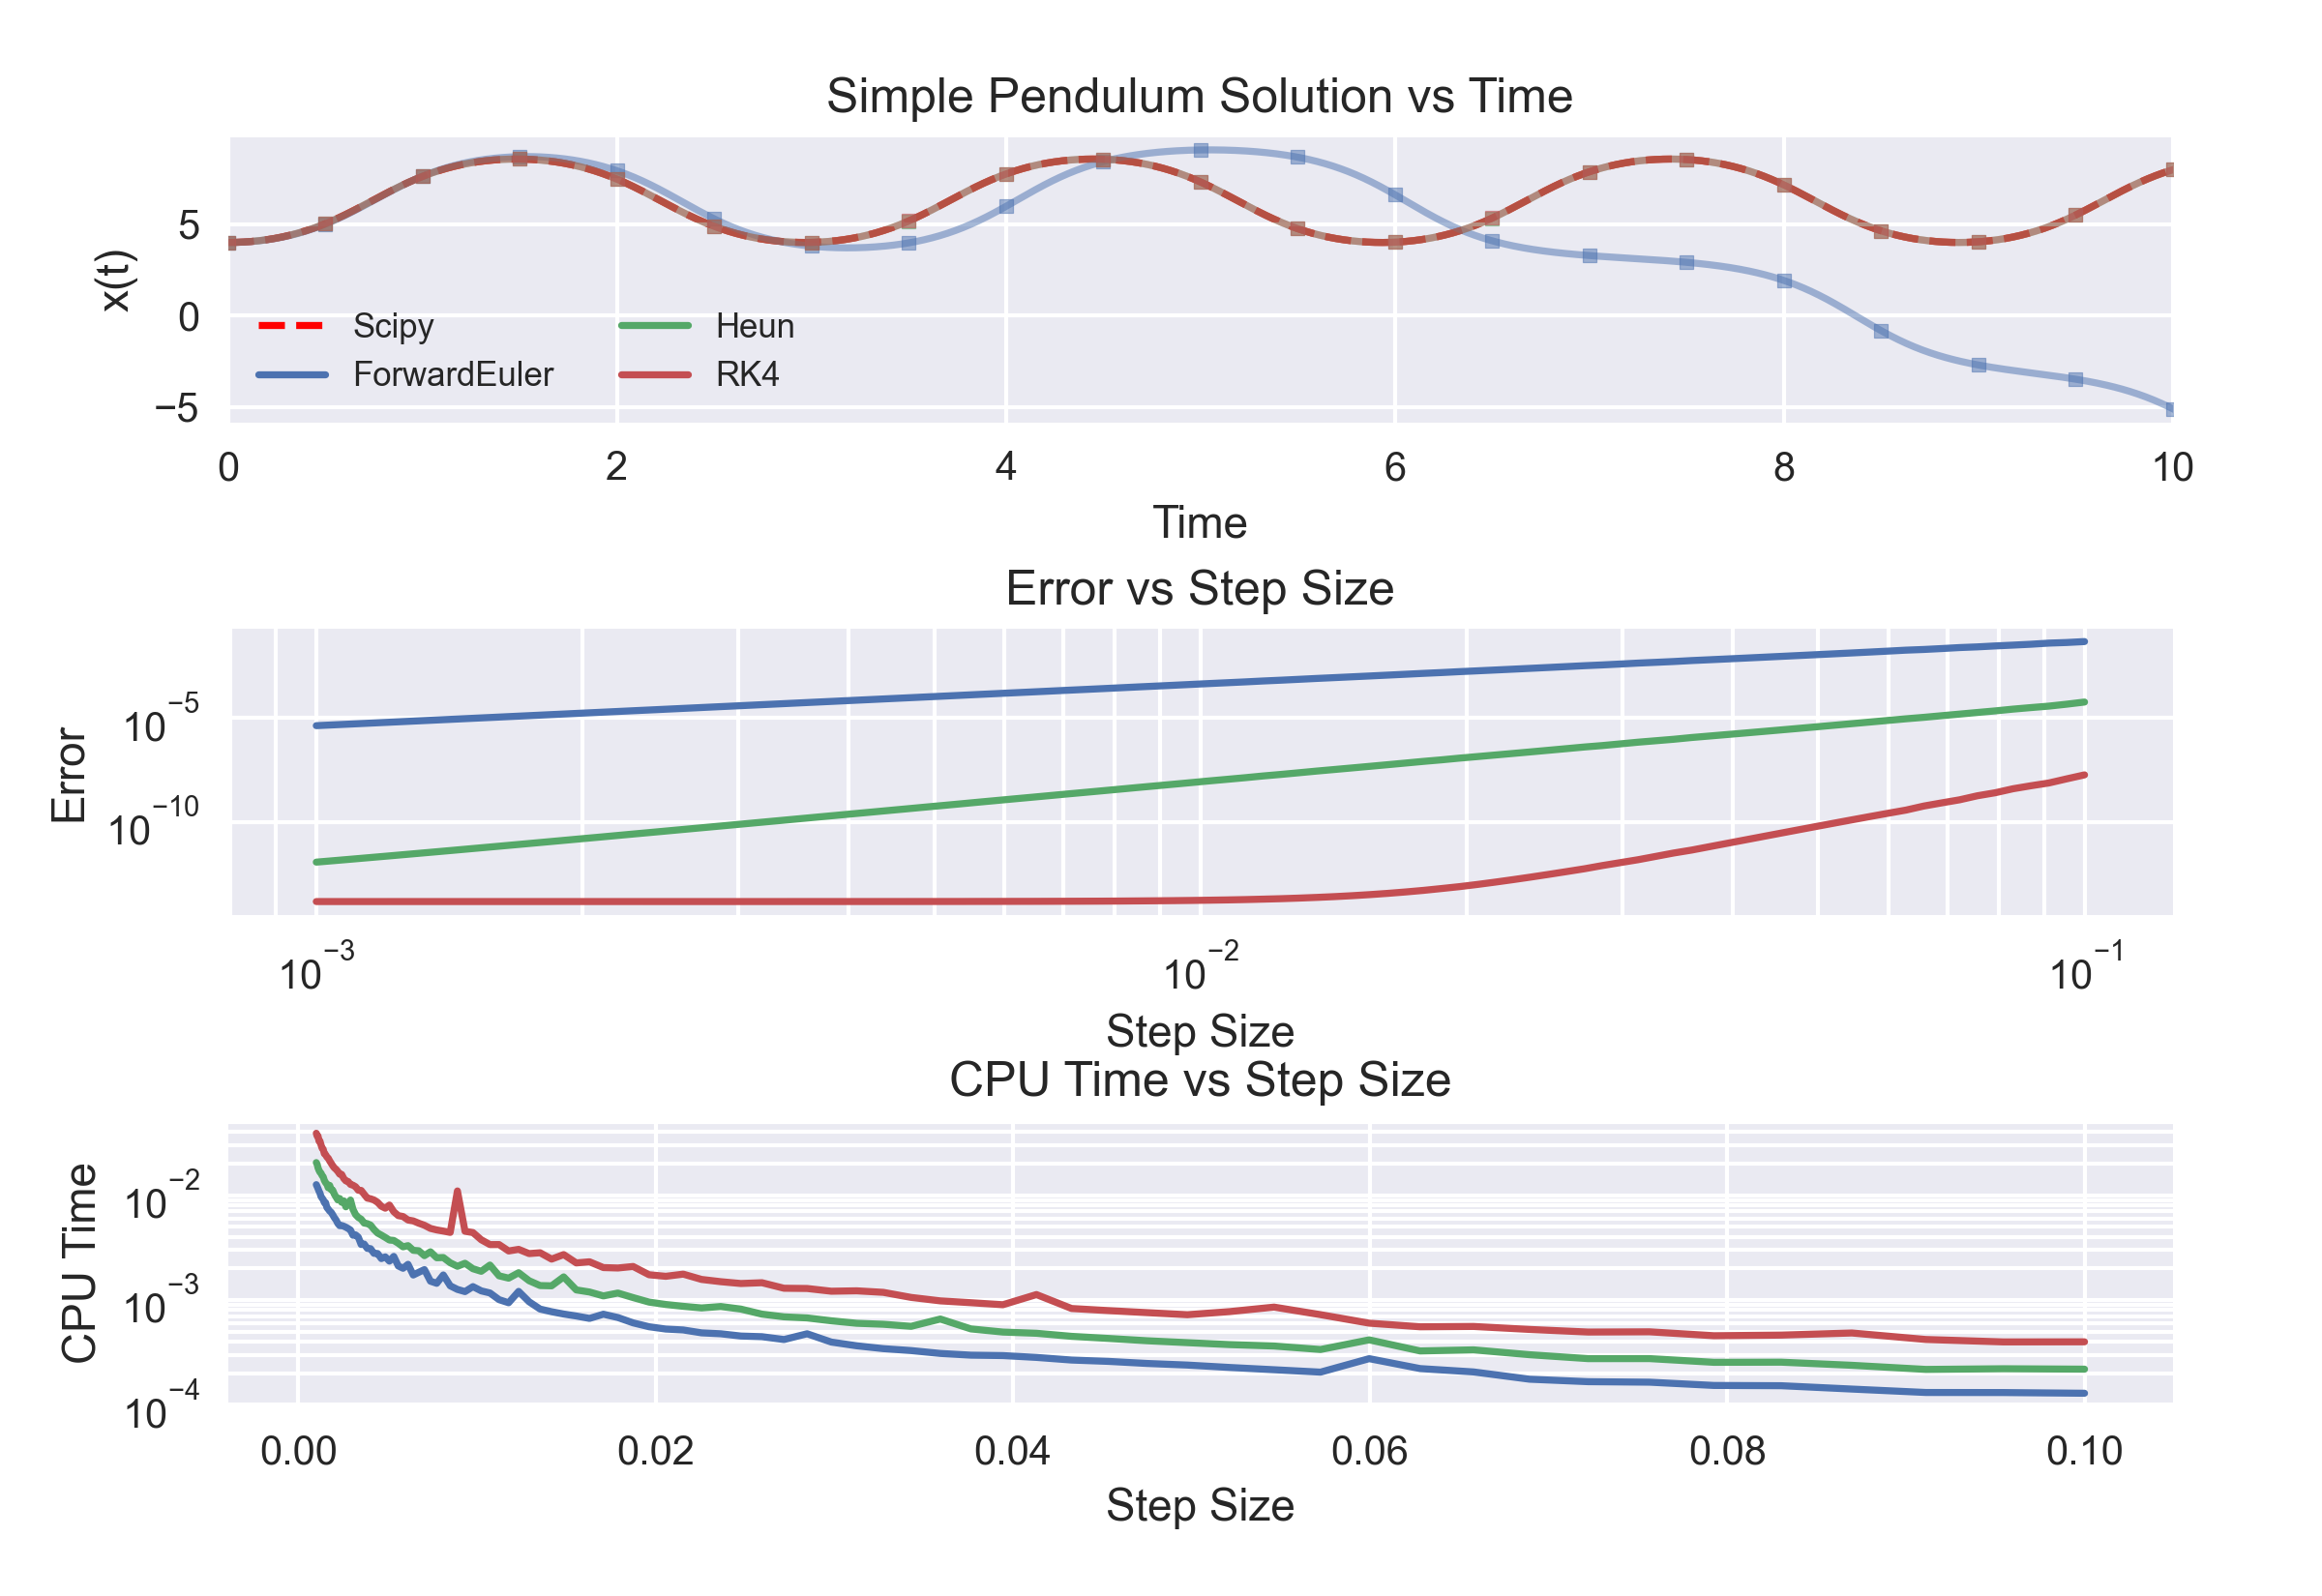 Simple Pendulum Solution vs Time
x(t)
5
0
−5
Scipy
ForwardEuler
Heun
RK4
0 2 4 6 8 10
Time
Error vs Step Size
Error
10^−5
10^−10
10^−3 10^−2 10^−1
Step Size
CPU Time vs Step Size
CPU Time
10^−2
10^−3
10^−4
0.00 0.02 0.04 0.06 0.08 0.10
Step Size